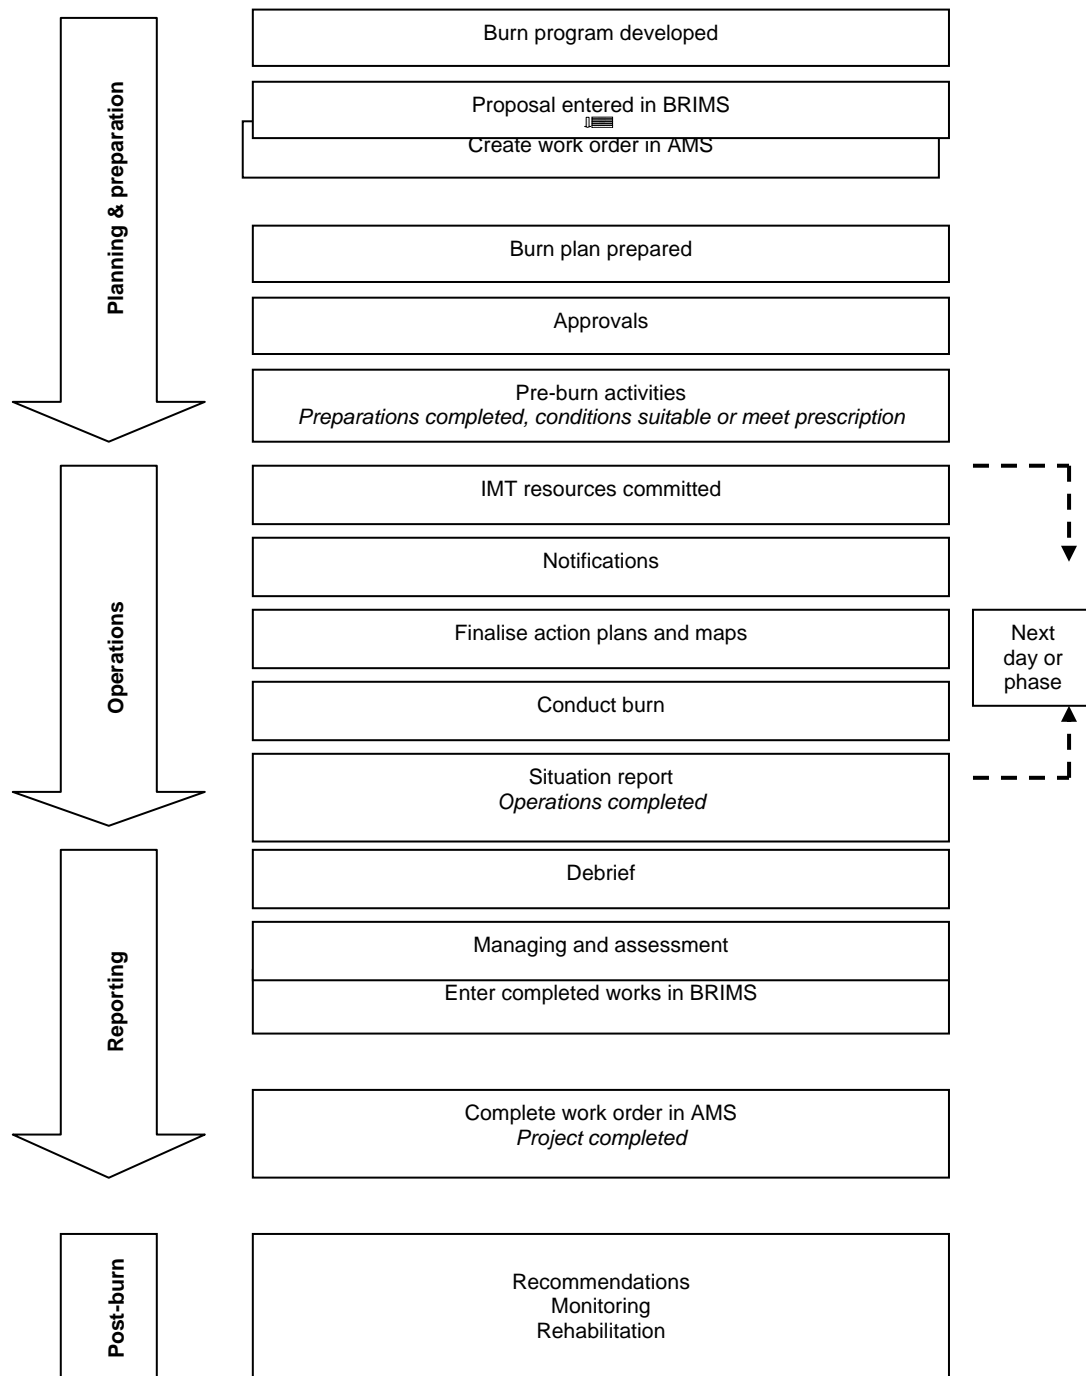 Planning & preparation
Burn program developed
Proposal entered in BRIMS
Create work order in AMS
Burn plan prepared
Approvals
Pre-burn activities
Preparations completed, conditions suitable or meet prescription
Operations
IMT resources committed
Notifications
Finalise action plans and maps
Conduct burn
Situation report
Operations completed
Next
day or
phase
Reporting
Debrief
Managing and assessment
Enter completed works in BRIMS
Complete work order in AMS
Project completed
Post-burn
Recommendations
Monitoring
Rehabilitation